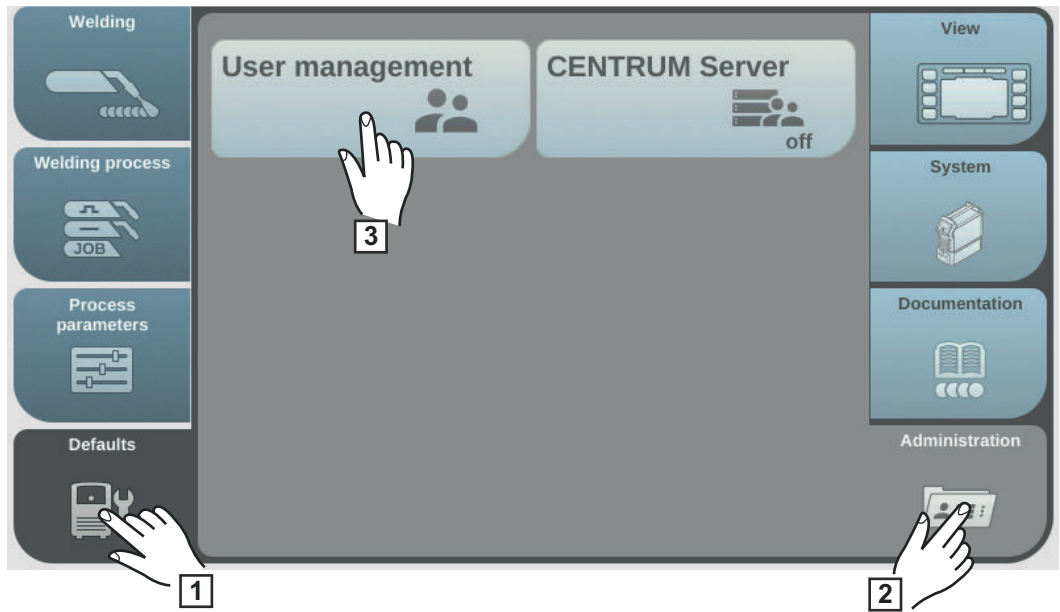 Welding
Welding process
JOB
Process
parameters
Defaults
1
User management
3
CENTRUM Server
off
View
System
Documentation
Administration
2